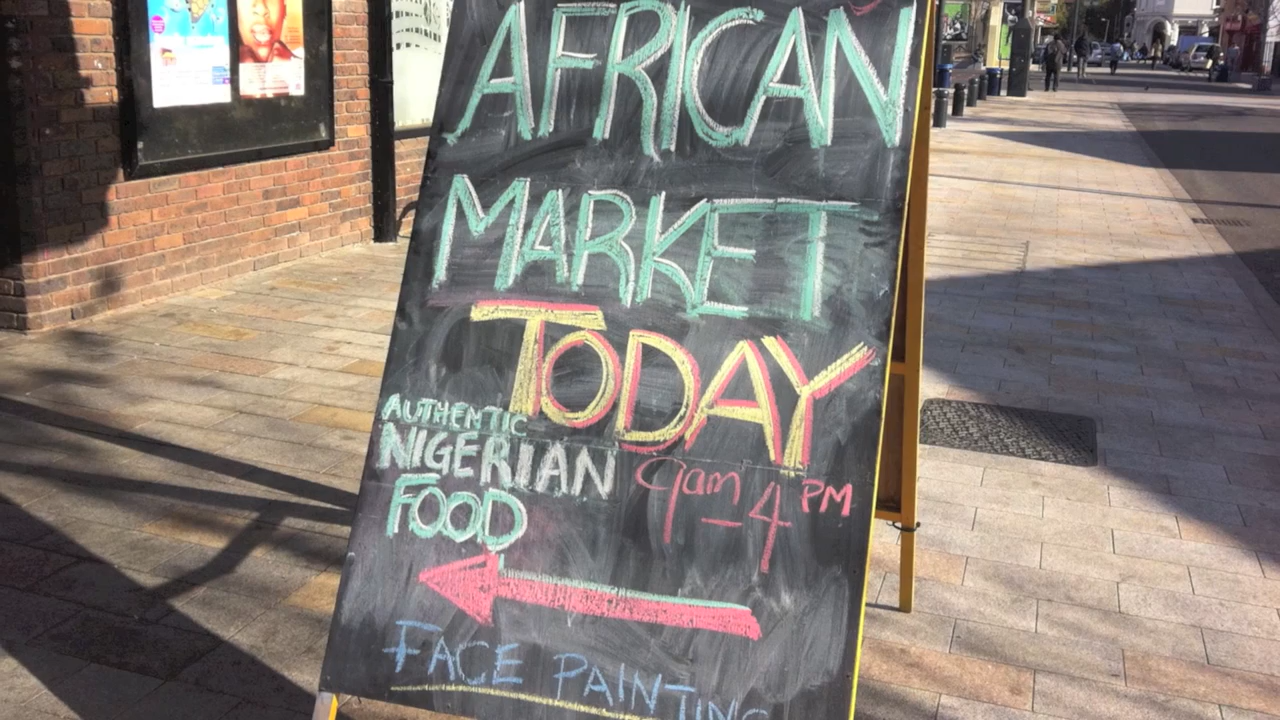 AFRICAN
MARKET
TODAY
AUTHENTIC
NIGERIAN
FOOD
9am - 4 PM
FACE PAINTING